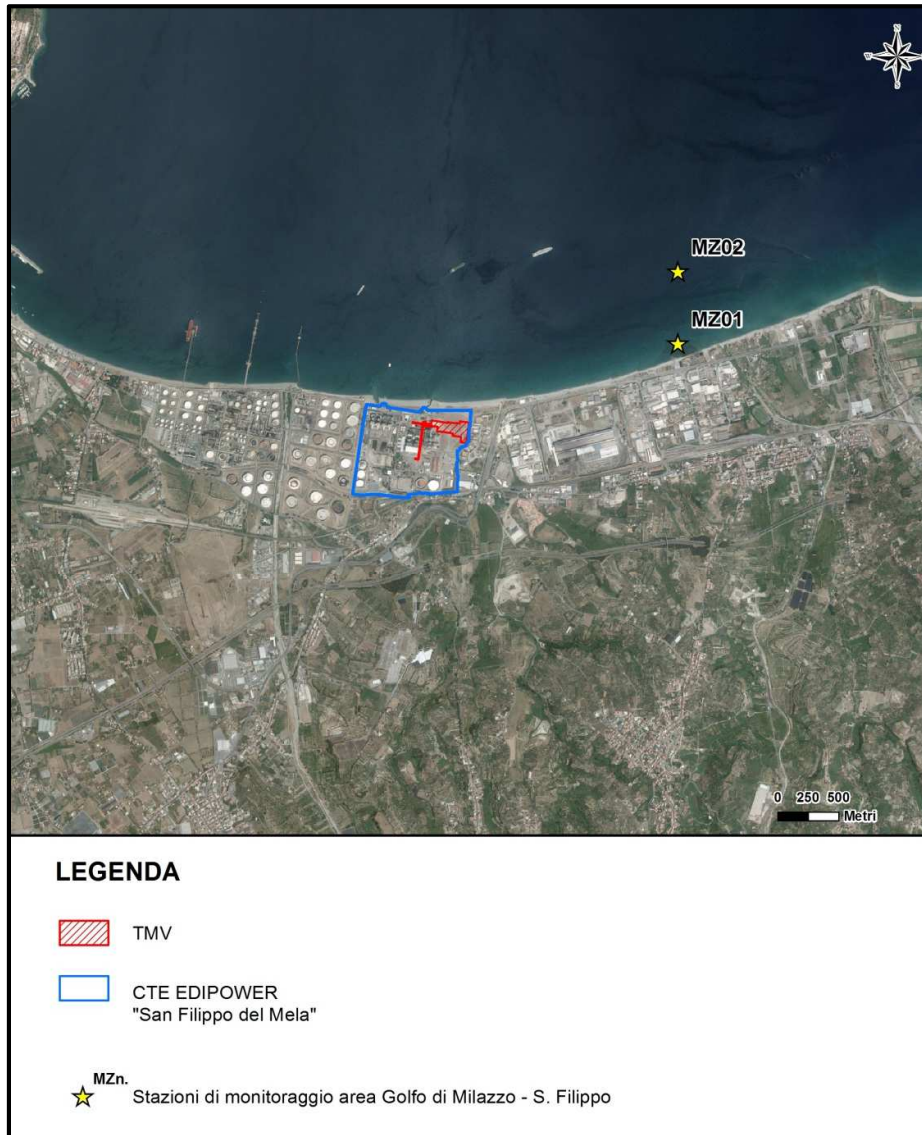 N
W
E
S
MZ02
MZ01
0 250 500
Metri
LEGENDA
TMV
CTE EDIPOWER
"San Filippo del Mela"
MZn.
Stazioni di monitoraggio area Golfo di Milazzo - S. Filippo